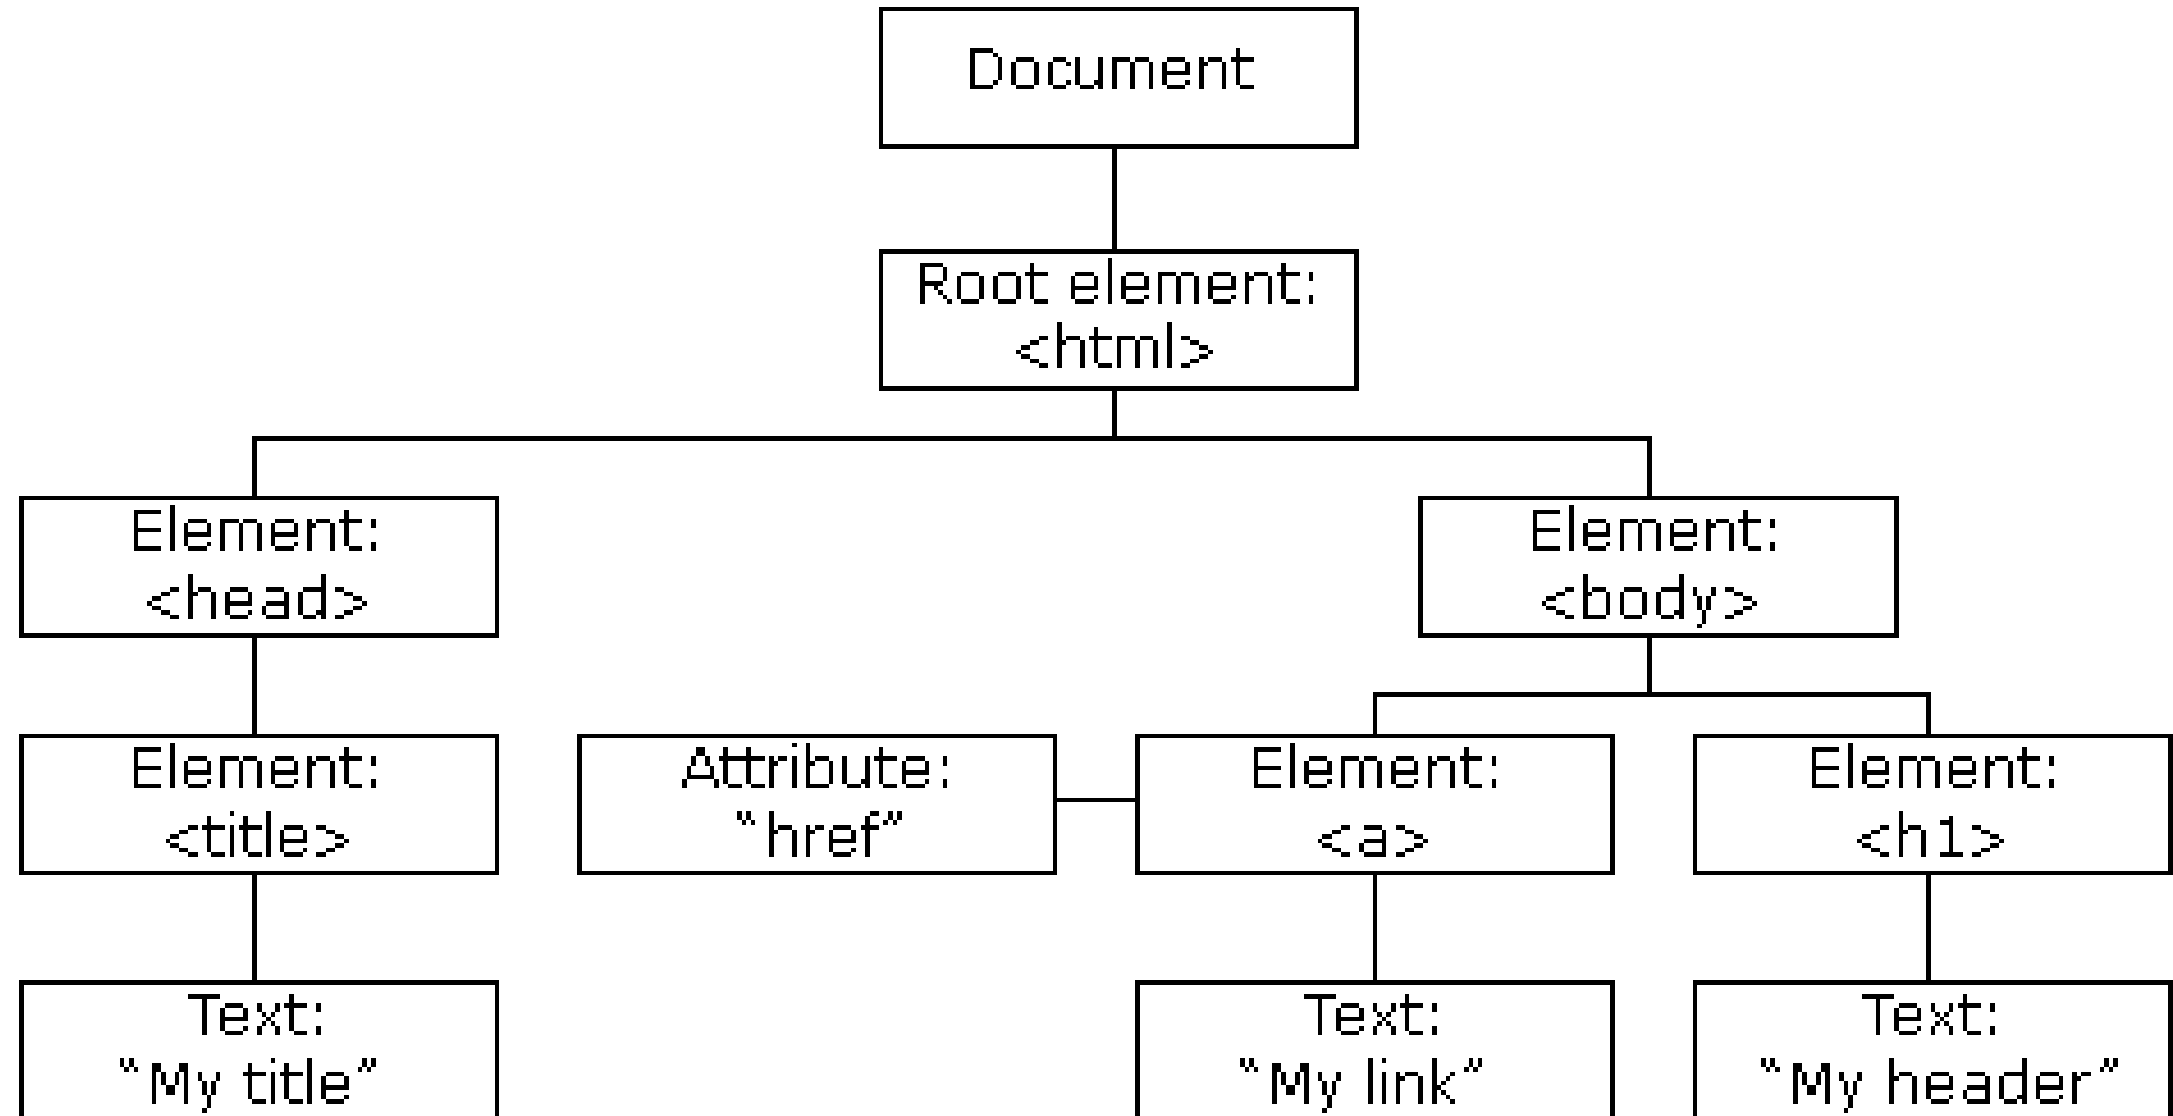 Document
Root element:
<html>
Element:
<head>
Element:
<body>
Element:
<title>
Attribute:
“href”
Element:
<a>
Element:
<h1>
Text:
“My title”
Text:
“My link”
Text:
“My header”